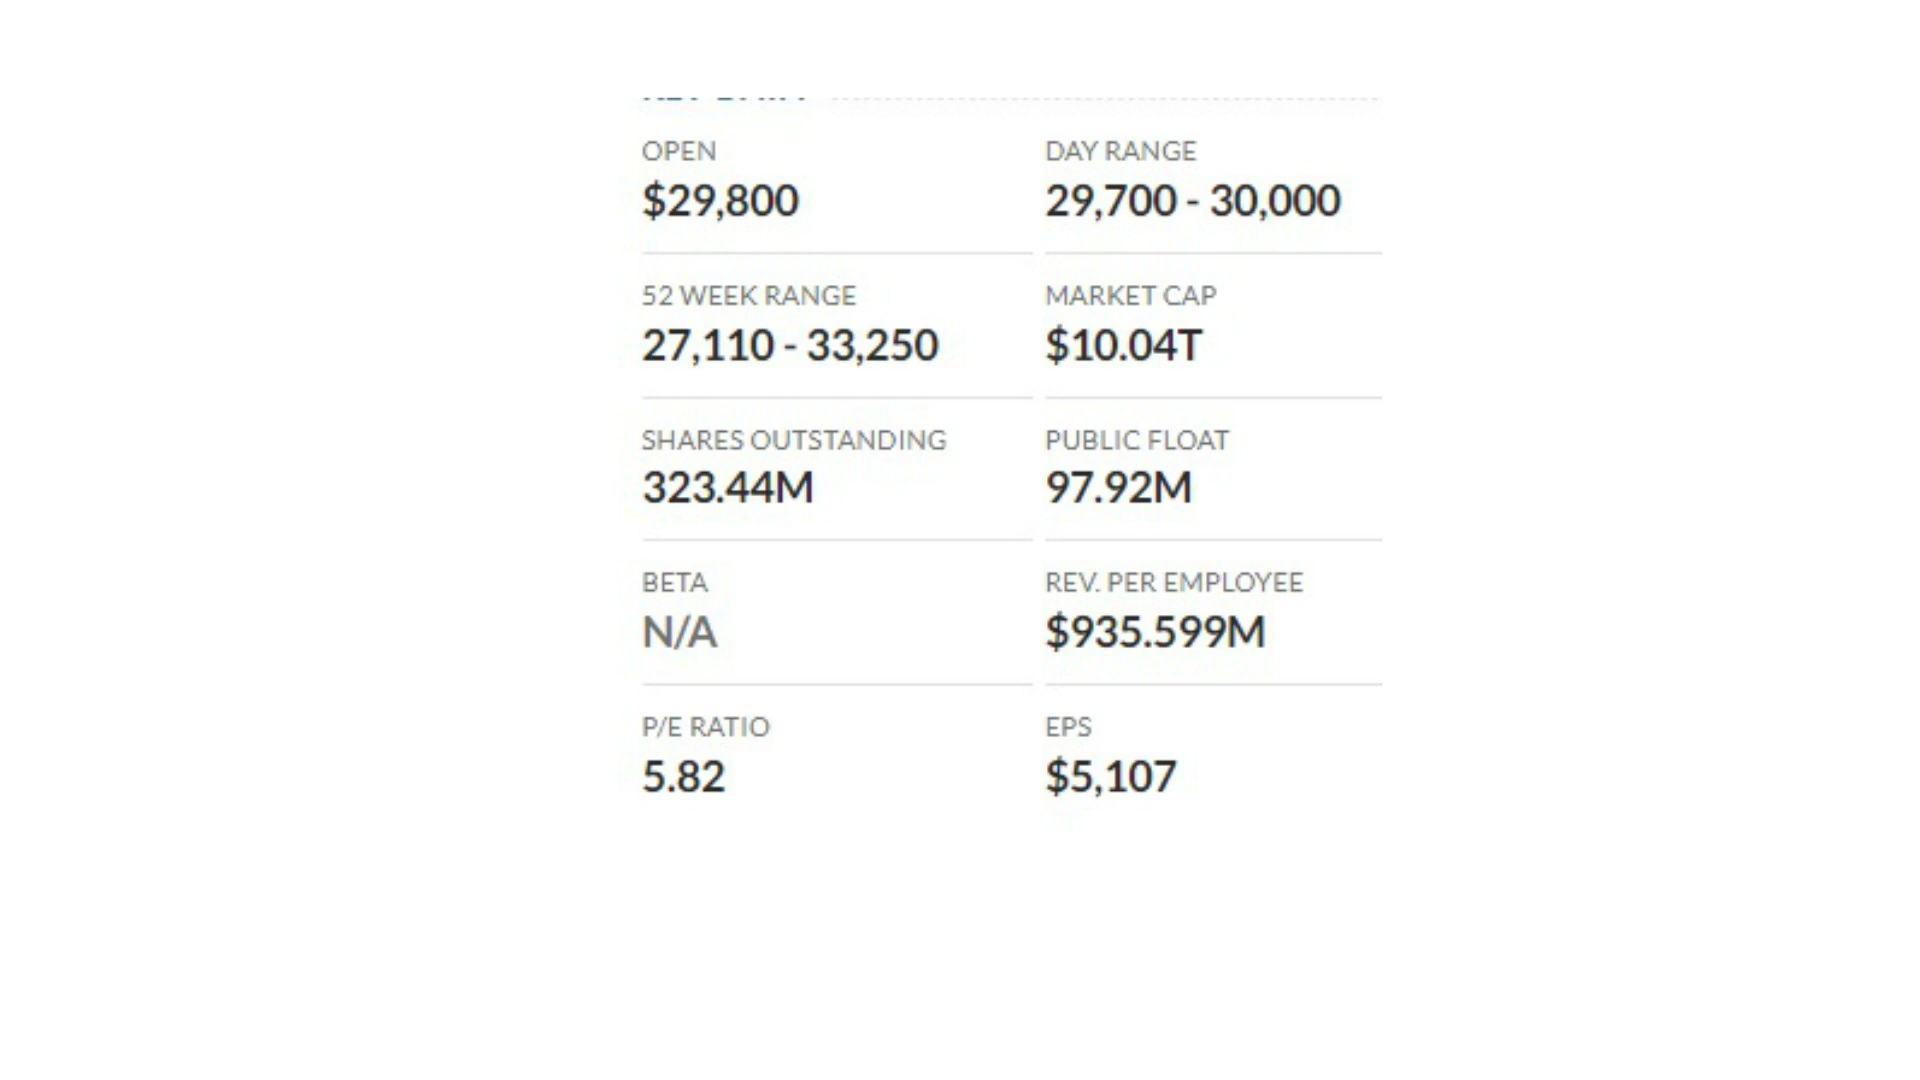 OPEN
$29,800
DAY RANGE
29,700 - 30,000
52 WEEK RANGE
27,110 - 33,250
MARKET CAP
$10.04T
SHARES OUTSTANDING
323.44M
PUBLIC FLOAT
97.92M
BETA
N/A
REV. PER EMPLOYEE
$935.599M
P/E RATIO
5.82
EPS
$5,107